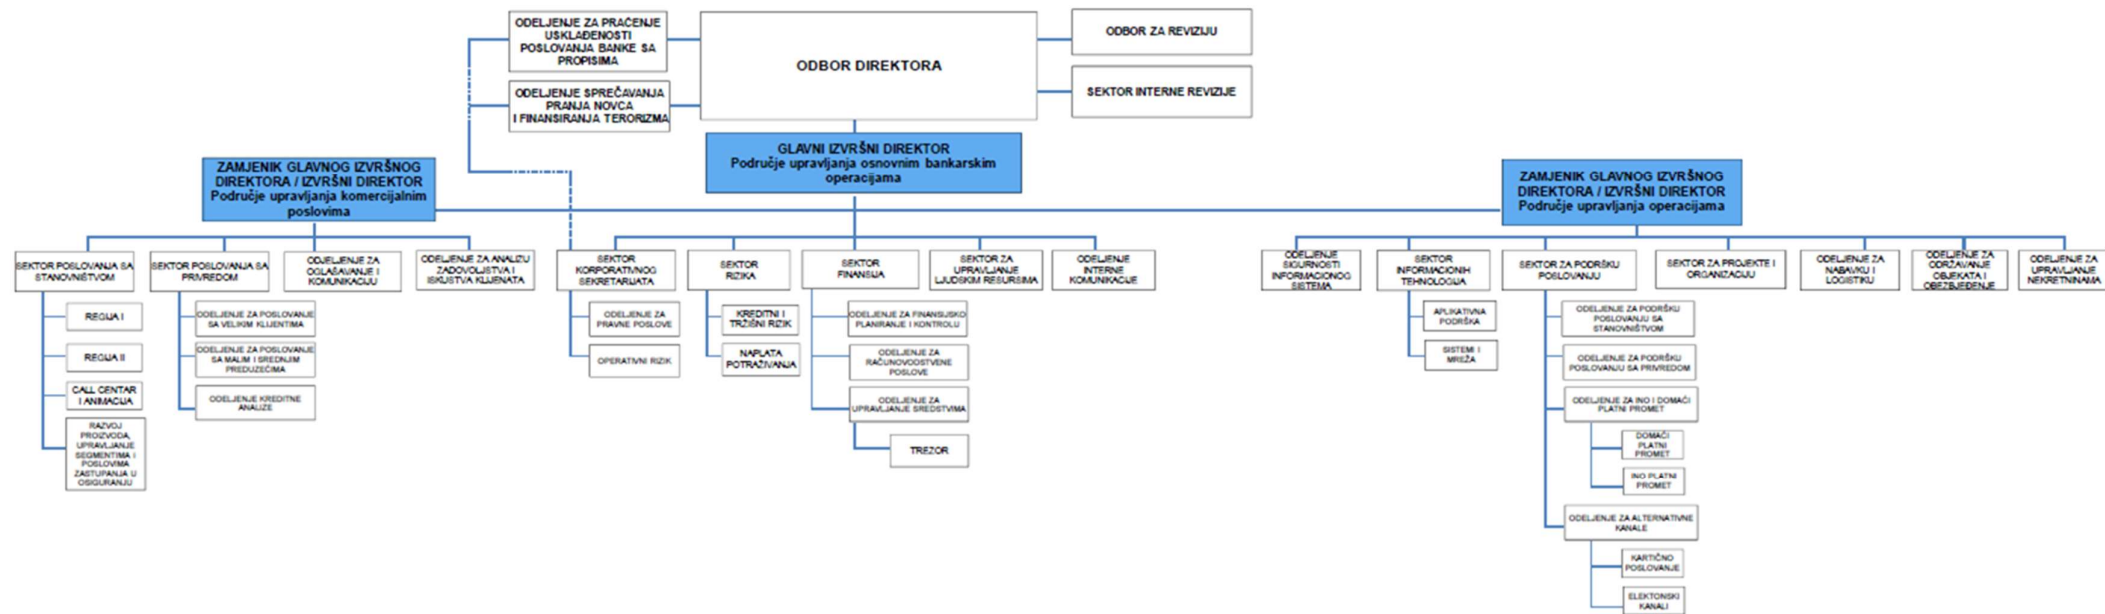 ODELJENJE ZA PRAĆENJE
USKLAĐENOSTI
POSLOVANJA BANKE SA
PROPISIMA
ODELJENJE SPREČAVANJA
PRANJA NOVCA
I FINANSIRANJA TERORIZMA
ODBOR DIREKTORA
ODBOR ZA REVIZIJU
SEKTOR INTERNE REVIZIJE
GLAVNI IZVRŠNI DIREKTOR
Područje upravljanja osnovnim bankarskim
operacijama
ZAMJENIK GLAVNOG IZVRŠNOG
DIREKTORA / IZVRŠNI DIREKTOR
Područje upravljanja komercijalnim
poslovima
ZAMJENIK GLAVNOG IZVRŠNOG
DIREKTORA / IZVRŠNI DIREKTOR
Područje upravljanja operacijama
SEKTOR POSLOVANJA SA
STANOVNIŠTVOM
REGIJA I
REGIJA II
CALL CENTAR
I ANIMACIJA
RAZVOJ
PROIZVODA,
UPRAVLJANJE
SEGMENTIMA I
POSLOVIMA
ZASTUPANJA U
OSIGURANJU
SEKTOR POSLOVANJA SA
PRIVREDOM
ODELJENJE ZA POSLOVANJE
SA VELIKIM KLIJENTIMA
ODELJENJE ZA POSLOVANJE
SA MALIM I SREDNJIM
PREDUZEĆIMA
ODELJENJE KREDITNE
ANALIZE
ODJELJENJE ZA
OGLAŠAVANJE I
KOMUNIKACIJU
ODELJENJE ZA ANALIZU
ZADOVOLJSTVA I
ISKUSTVA KLIJENATA
SEKTOR
KORPORATIVNOG
SEKRETARIJATA
ODELJENJE ZA
PRAVNE POSLOVE
OPERATIVNI RIZIK
SEKTOR
RIZIKA
KREDITNI I
TRŽIŠNI RIZIK
NAPLATA
POTRAŽIVANJA
SEKTOR
FINANSIJA
ODELJENJE ZA FINANSIJSKO
PLANIRANJE I KONTROLU
ODELJENJE ZA
RAČUNOVODSTVENE
POSLOVE
ODELJENJE ZA
UPRAVLJANJE SREDSTVIMA
TREZOR
SEKTOR ZA
UPRAVLJANJE
LJUDSKIM RESURSIMA
ODELJENJE
INTERNE
KOMUNIKACIJE
ODELJENJE
SIGURNOSTI
INFORMACIONOG
SISTEMA
SEKTOR
INFORMACIONIH
TEHNOLOGIJA
APLIKATIVNA
PODRŠKA
SISTEMI I
MREŽA
SEKTOR ZA PODRŠKU
POSLOVANJU
ODELJENJE ZA PODRŠKU
POSLOVANJU SA
STANOVNIŠTVOM
ODELJENJE ZA PODRŠKU
POSLOVANJU SA PRIVREDOM
ODELJENJE ZA INO I DOMAĆI
PLATNI PROMET
DOMAĆI
PLATNI
PROMET
INO PLATNI
PROMET
ODELJENJE ZA ALTERNATIVNE
KANALE
KARTIČNO
POSLOVANJE
ELEKTONSKI
KANALI
SEKTOR ZA PROJEKTE I
ORGANIZACIJU
ODELJENJE ZA
NABAVKU I
LOGISTIKU
ODELJENJE ZA
ODRŽAVANJE
OBJEKATA I
OBEZBJEĐENJE
ODELJENJE ZA
UPRAVLJANJE
NEKRETNINAMA